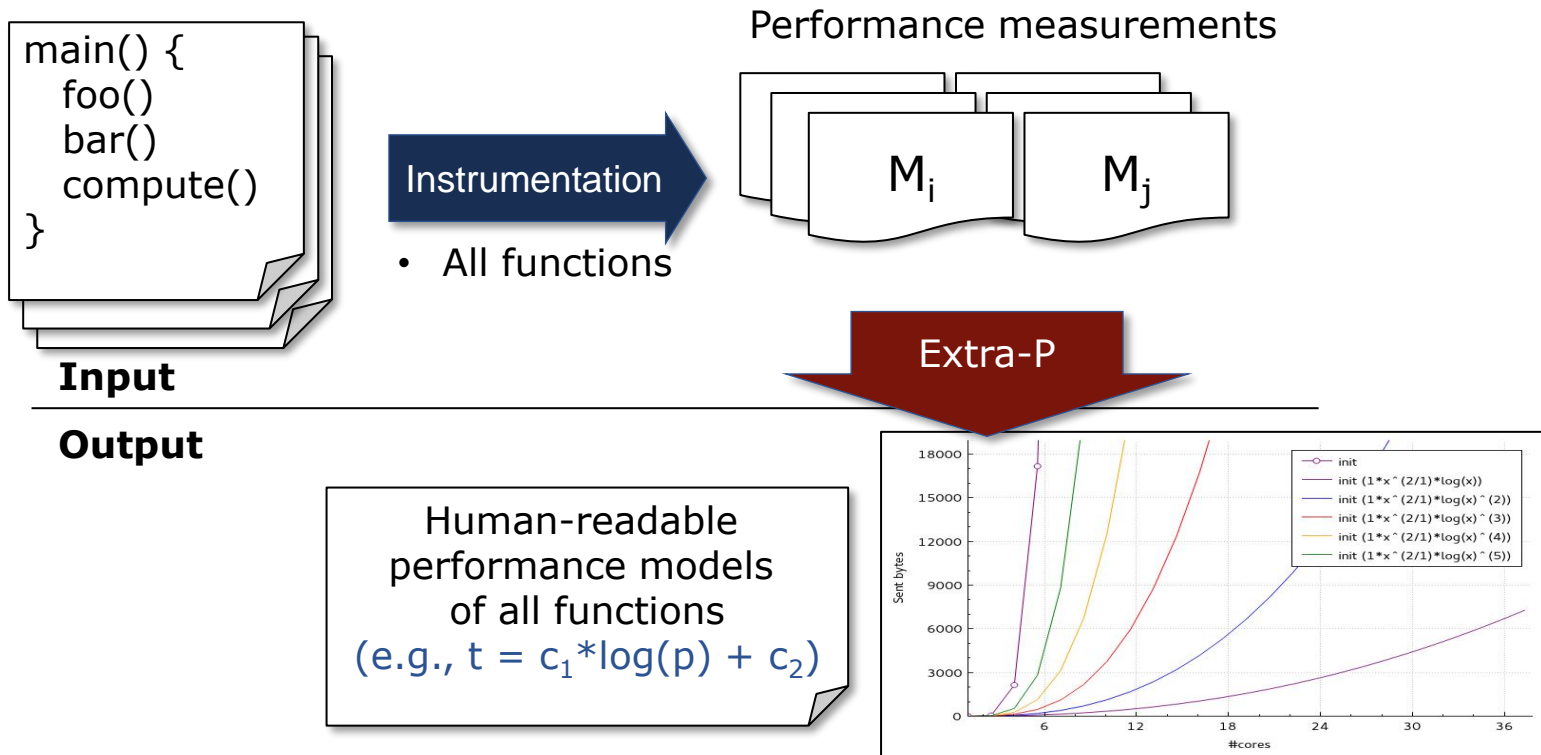 main() {
foo()
bar()
compute()
}
Instrumentation
• All functions
Performance measurements
Mi
Mj
Extra-P
Input
Output
Human-readable
performance models
of all functions
(e.g., t = c1*log(p) + c2)
18000
15000
12000
9000
6000
3000
0
Sent bytes
6
12
18
24
30
36
#cores
init
init (1*x^(2/1)*log(x))
init (1*x^(2/1)*log(x)^(2))
init (1*x^(2/1)*log(x)^(3))
init (1*x^(2/1)*log(x)^(4))
init (1*x^(2/1)*log(x)^(5))